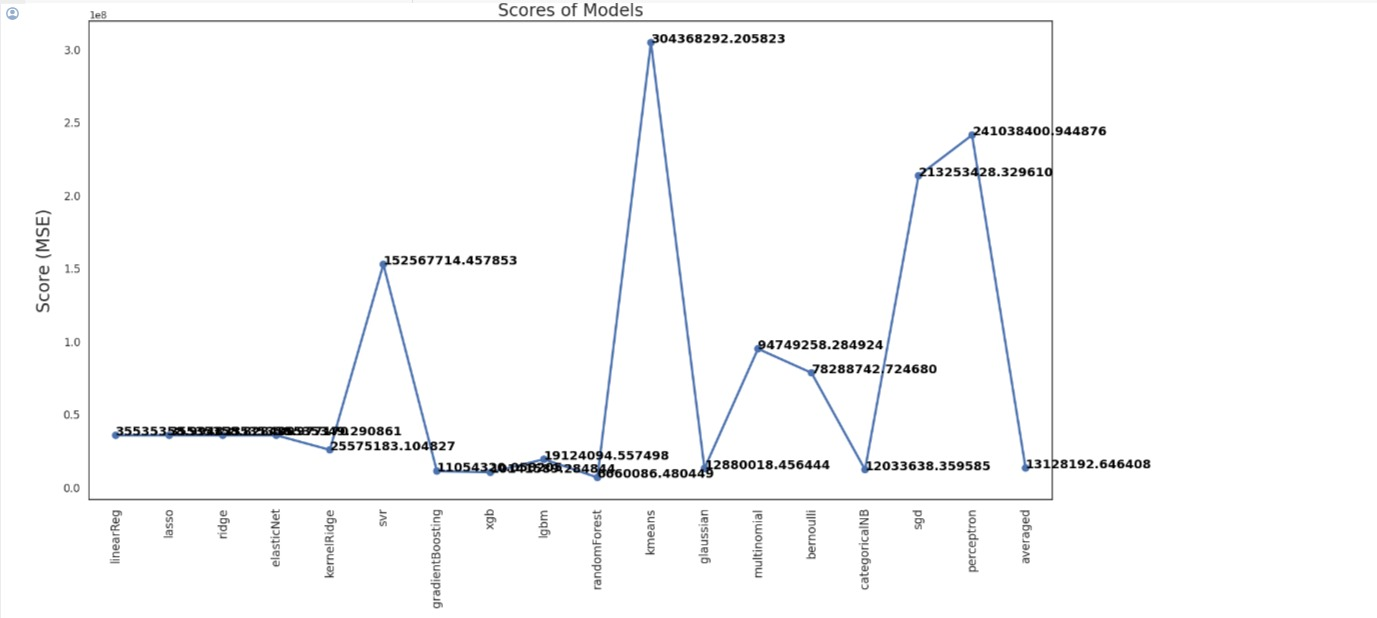 Scores of Models
1e8
3.0
2.5
2.0
1.5
1.0
0.5
0.0
Score (MSE)
304368292.205823
241038400.944876
213253428.329610
152567714.457853
94749258.284924
78288742.724680
25575183.104827
19124094.557498
12880018.456444
12033638.359585
13128192.646408
linearReg
lasso
ridge
elasticNet
kernelRidge
svr
gradientBoosting
xgb
lgbm
randomForest
kmeans
glaussian
multinomial
bernoulli
categoricalNB
sgd
perceptron
averaged